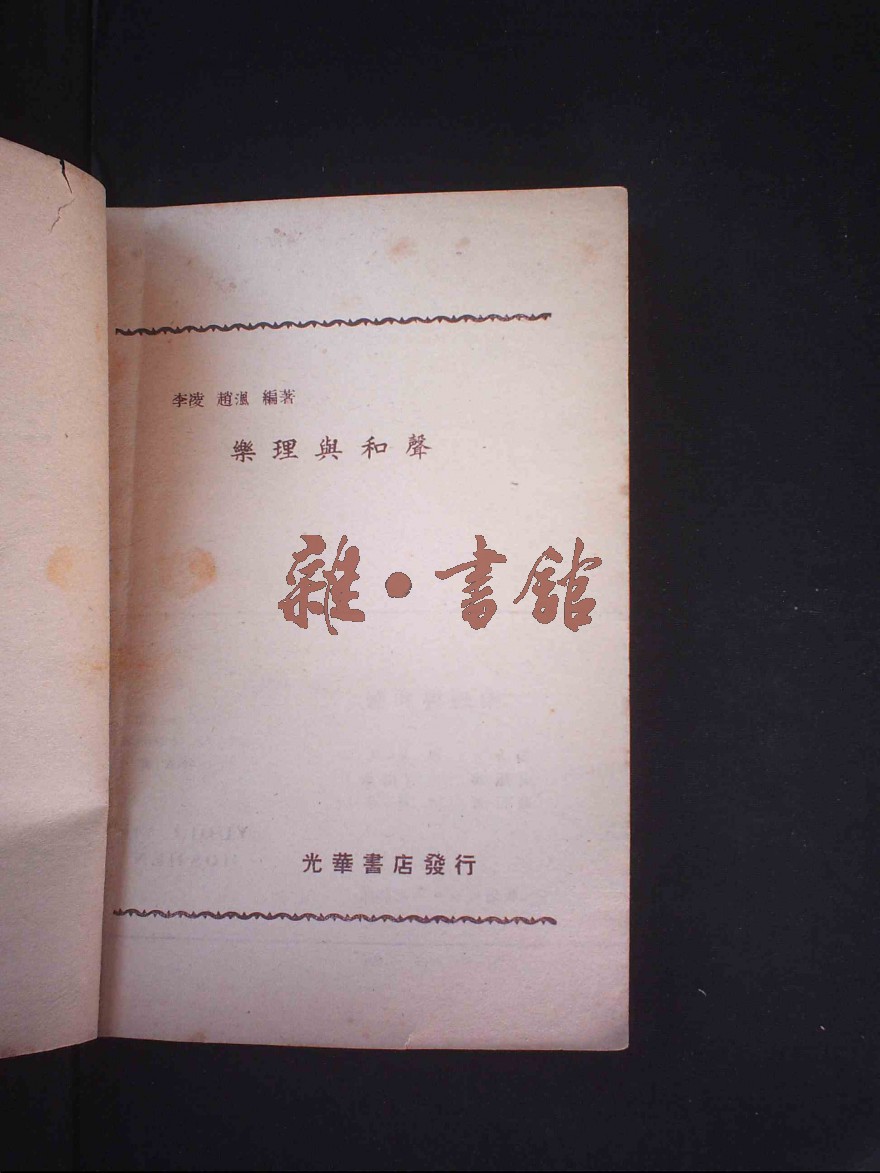 李凌 趙渢 編著
樂理與和聲
雜·書館
光華書店發行